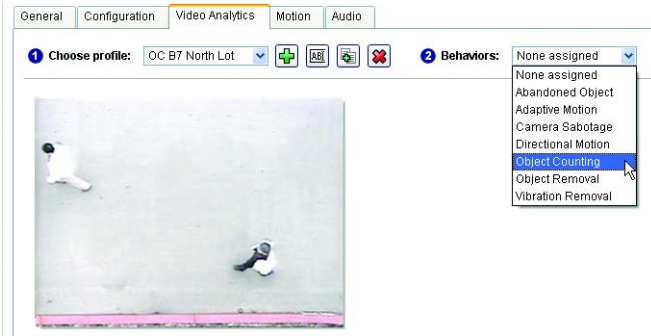 General Configuration Video Analytics Motion Audio
1 Choose profile: OC B7 North Lot AB 2 Behaviors: None assigned
None assigned
Abandoned Object
Adaptive Motion
Camera Sabotage
Directional Motion
Object Counting
Object Removal
Vibration Removal